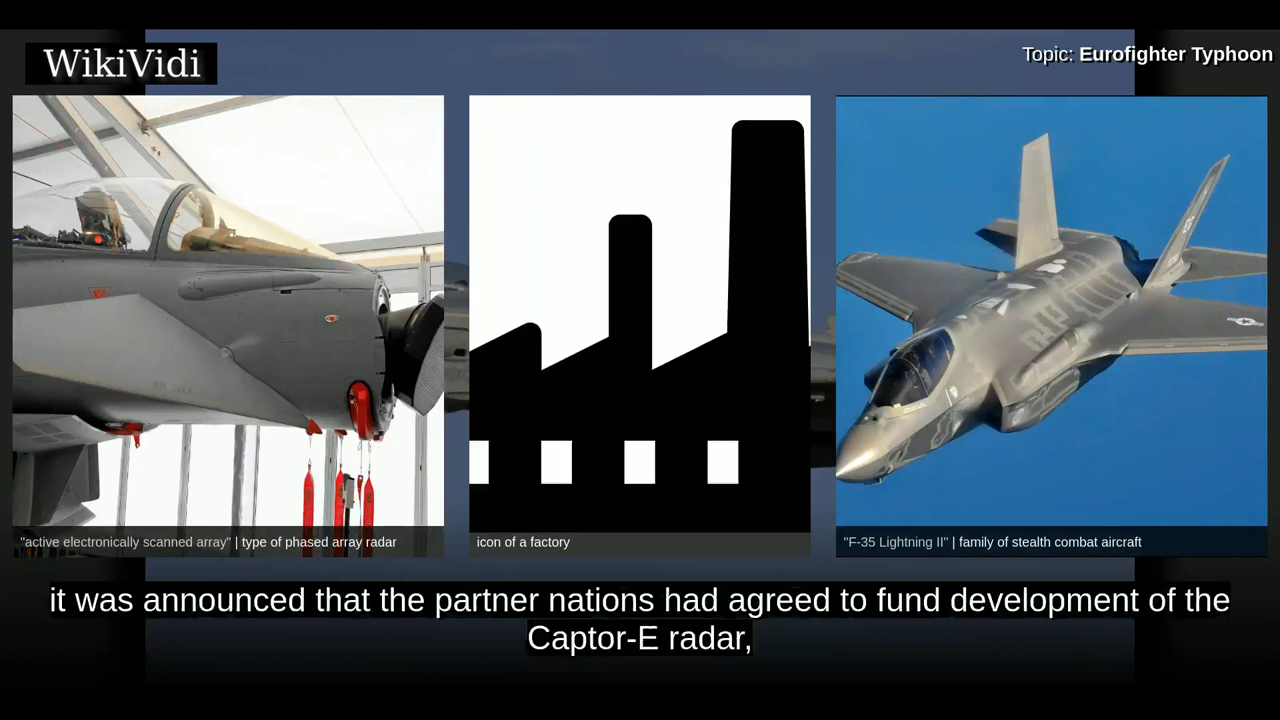 WikiVidi
Topic: Eurofighter Typhoon
"active electronically scanned array" | type of phased array radar
icon of a factory
"F-35 Lightning II" | family of stealth combat aircraft
it was announced that the partner nations had agreed to fund development of the
Captor-E radar,